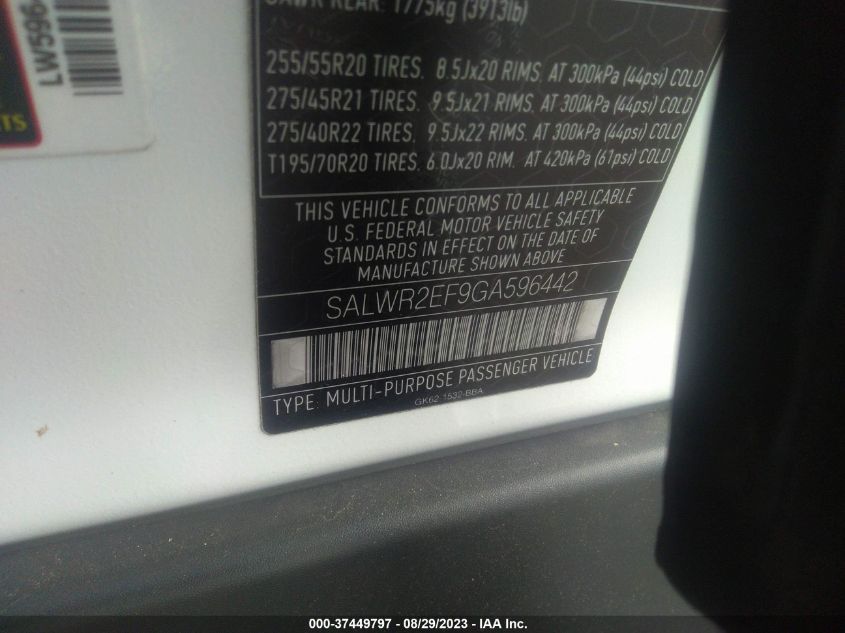 GAWR REAR: 1775kg (3913lb)
255/55R20 TIRES. 8.5Jx20 RIMS. AT 300kPa (44psi) COLD
275/45R21 TIRES. 9.5Jx21 RIMS. AT 300kPa (44psi) COLD
275/40R22 TIRES. 9.5Jx22 RIMS. AT 300kPa (44psi) COLD
T195/70R20 TIRES. 6.0Jx20 RIM. AT 420kPa (61psi) COLD
THIS VEHICLE CONFORMS TO ALL APPLICABLE
U.S. FEDERAL MOTOR VEHICLE SAFETY
STANDARDS IN EFFECT ON THE DATE OF
MANUFACTURE SHOWN ABOVE
SALWR2EF9GA596442
TYPE: MULTI-PURPOSE PASSENGER VEHICLE
GK62-1532-BBA
LW596
TS
000-37449797 - 08/29/2023 - IAA Inc.